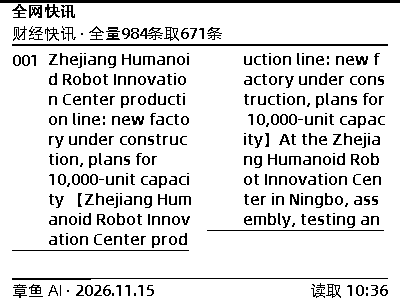 全网快讯
财经快讯 · 全量984条取671条
001 Zhejiang Humanoi
d Robot Innovatio
n Center producti
on line: new facto
ry under construc
tion, plans for
10,000-unit capaci
ty 【Zhejiang Hum
anoid Robot Innov
ation Center prod
uction line: new f
actory under cons
truction, plans for
10,000-unit capac
ity】At the Zhejia
ng Humanoid Rob
ot Innovation Cen
ter in Ningbo, ass
embly, testing an
章鱼 AI · 2026.11.15
读取 10:36